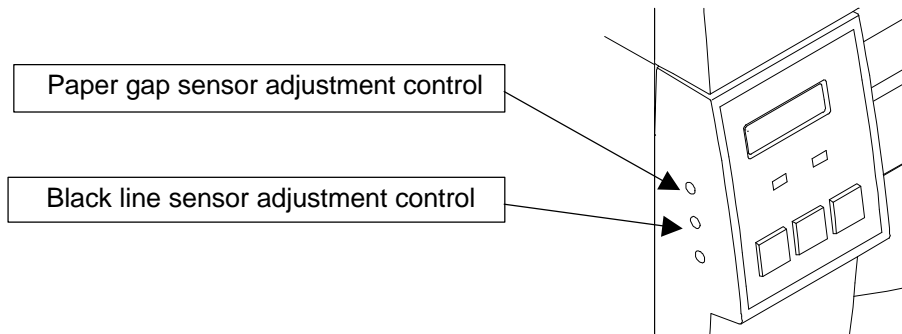 Paper gap sensor adjustment control
Black line sensor adjustment control